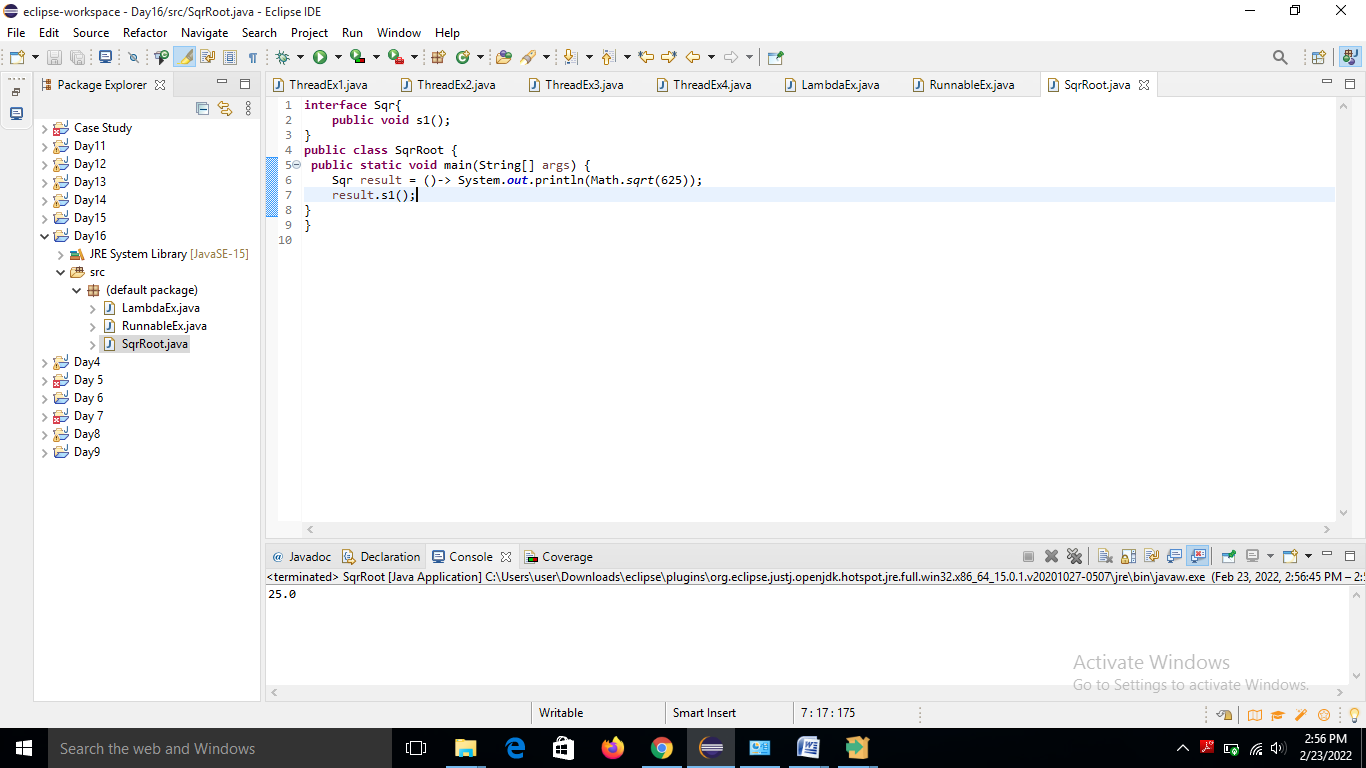 eclipse-workspace - Day16/src/SqrRoot.java - Eclipse IDE
File Edit Source Refactor Navigate Search Project Run Window Help
Package Explorer
ThreadEx1.java ThreadEx2.java ThreadEx3.java ThreadEx4.java LambdaEx.java RunnableEx.java SqrRoot.java
Case Study
Day11
Day12
Day13
Day14
Day15
Day16
JRE System Library [JavaSE-15]
src
(default package)
LambdaEx.java
RunnableEx.java
SqrRoot.java
Day4
Day 5
Day 6
Day 7
Day8
Day9
1 interface Sqr{
2 public void s1();
3 }
4 public class SqrRoot {
5 public static void main(String[] args) {
6 Sqr result = ()-> System.out.println(Math.sqrt(625));
7 result.s1();
8 }
9 }
10
@ Javadoc Declaration Console Coverage
<terminated> SqrRoot [Java Application] C:\Users\user\Downloads\eclipse\plugins\org.eclipse.justj.openjdk.hotspot.jre.full.win32.x86_64_15.0.1.v20201027-0507\jre\bin\javaw.exe (Feb 23, 2022, 2:56:45 PM – 2:5
25.0
Activate Windows
Go to Settings to activate Windows.
Writable Smart Insert 7 : 17 : 175
Search the web and Windows
2:56 PM
2/23/2022